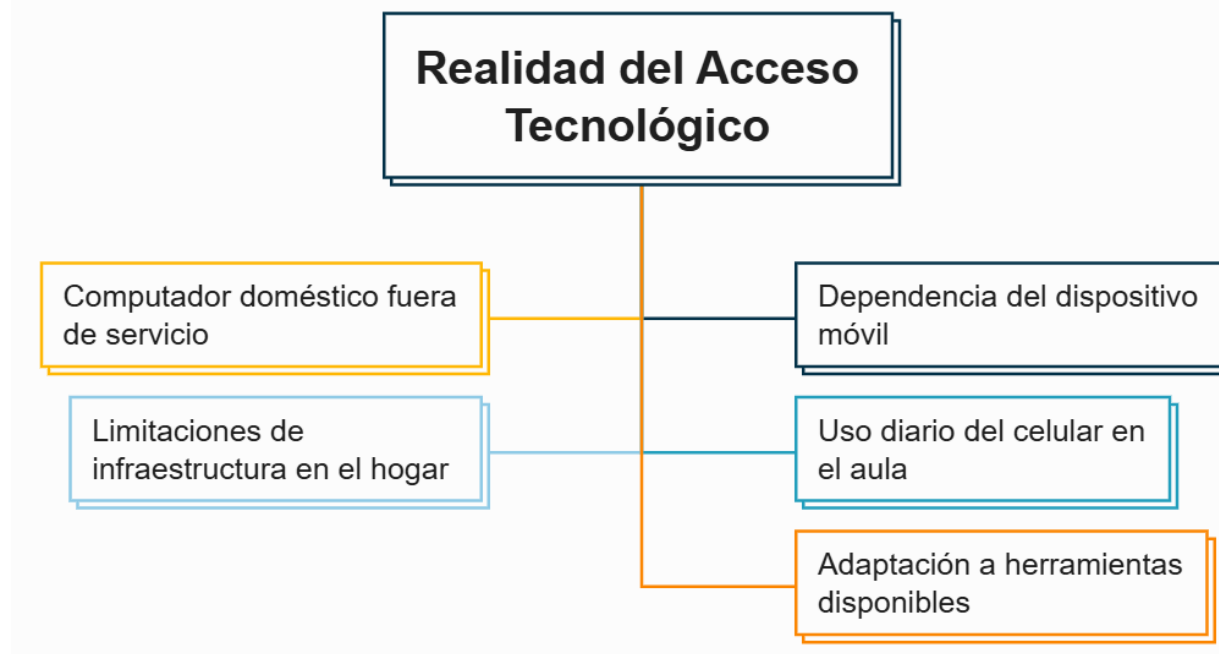 Realidad del Acceso
Tecnológico
Computador doméstico fuera
de servicio
Dependencia del dispositivo
móvil
Limitaciones de
infraestructura en el hogar
Uso diario del celular en
el aula
Adaptación a herramientas
disponibles